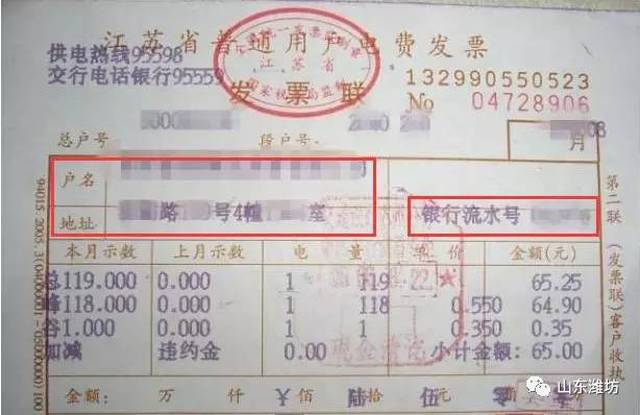 江苏省普通用户电费发票
供电热线95598
交行电话银行95559
江苏省
发票联
132990550523
No 04728906
总户号 段户号 月
户名
地址 路 号4幢 室 银行流水号
本月示数 上月示数 电 量 单 价 金额(元)
总119.000 0.000 1 119 65.25
峰118.000 0.000 1 118 0.550 64.90
谷1.000 0.000 1 1 0.350 0.35
加减 违约金 0.00 小计金额: 65.00
金额: 万 仟 ¥ 佰 陆拾 伍元
第二联(发票联)客户收执
山东潍坊